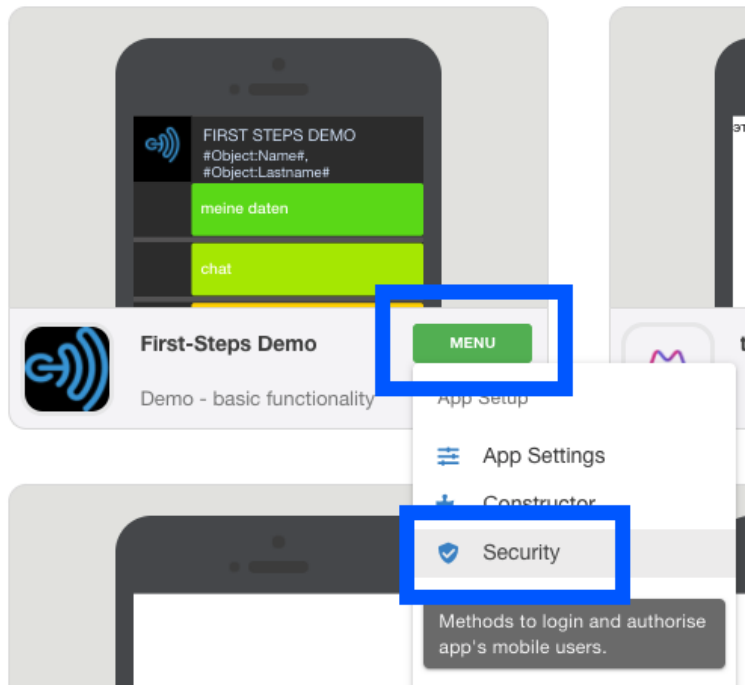 FIRST STEPS DEMO
#Object:Name#,
#Object:Lastname#
meine daten
chat
First-Steps Demo
MENU
Demo - basic functionality
App Setup
App Settings
Constructor
Security
Methods to login and authorise
app's mobile users.